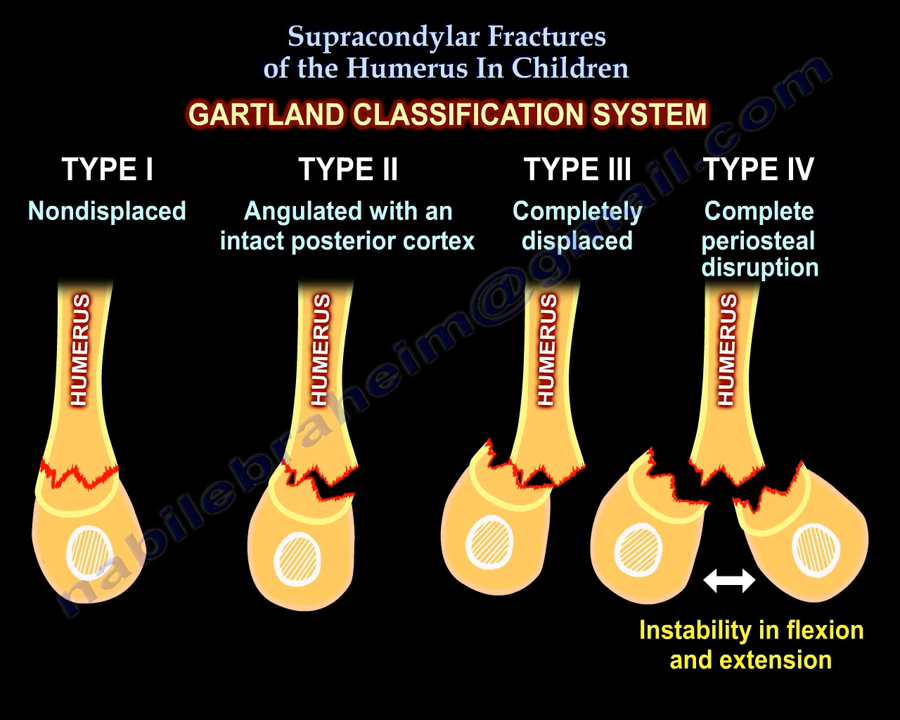 Supracondylar Fractures
of the Humerus In Children
GARTLAND CLASSIFICATION SYSTEM
TYPE I
Nondisplaced
TYPE II
Angulated with an
intact posterior cortex
TYPE III
Completely
displaced
TYPE IV
Complete
periosteal
disruption
HUMERUS
HUMERUS
HUMERUS
HUMERUS
Instability in flexion
and extension
nabilebraheim@gmail.com